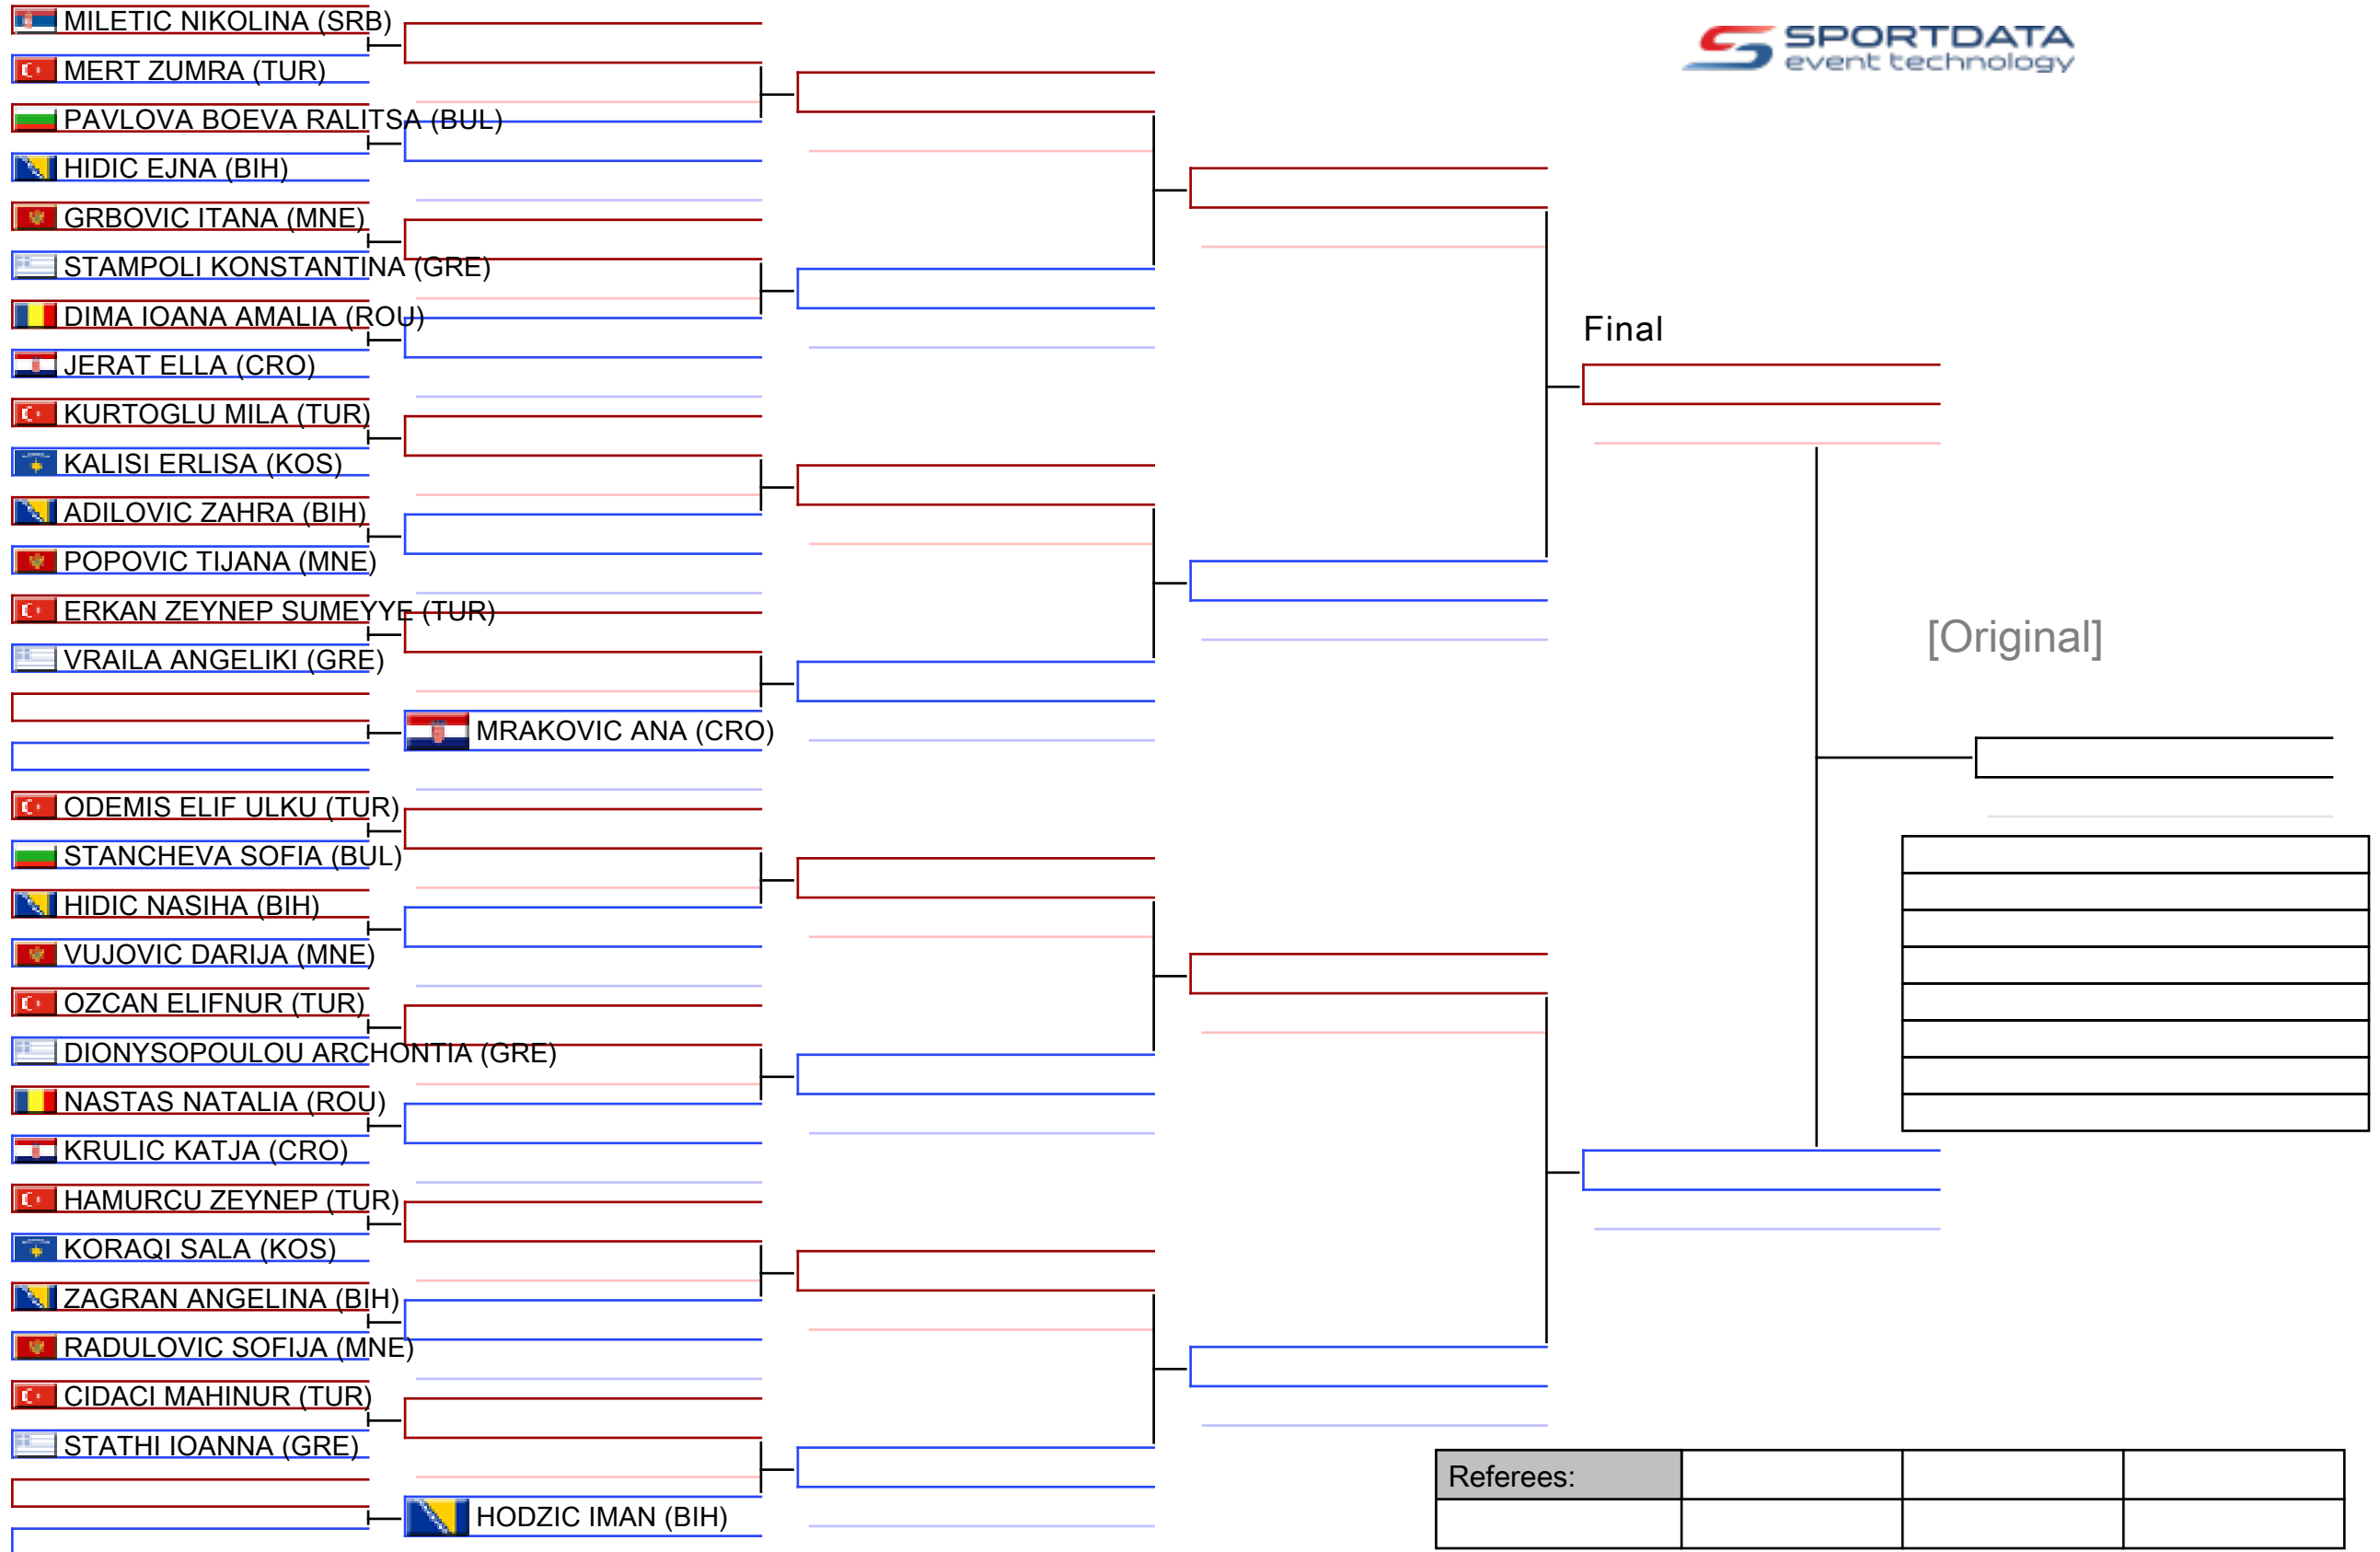 MILETIC NIKOLINA (SRB)
MERT ZUMRA (TUR)
PAVLOVA BOEVA RALITSA (BUL)
HIDIC EJNA (BIH)
GRBOVIC ITANA (MNE)
STAMPOLI KONSTANTINA (GRE)
DIMA IOANA AMALIA (ROU)
JERAT ELLA (CRO)
KURTOGLU MILA (TUR)
KALISI ERLISA (KOS)
ADILOVIC ZAHRA (BIH)
POPOVIC TIJANA (MNE)
ERKAN ZEYNEP SUMEYYE (TUR)
VRAILA ANGELIKI (GRE)
MRAKOVIC ANA (CRO)
ODEMIS ELIF ULKU (TUR)
STANCHEVA SOFIA (BUL)
HIDIC NASIHA (BIH)
VUJOVIC DARIJA (MNE)
OZCAN ELIFNUR (TUR)
DIONYSOPOULOU ARCHONTIA (GRE)
NASTAS NATALIA (ROU)
KRULIC KATJA (CRO)
HAMURCU ZEYNEP (TUR)
KORAQI SALA (KOS)
ZAGRAN ANGELINA (BIH)
RADULOVIC SOFIJA (MNE)
CIDACI MAHINUR (TUR)
STATHI IOANNA (GRE)
HODZIC IMAN (BIH)
SPORTDATA
event technology
Final
[Original]
Referees: